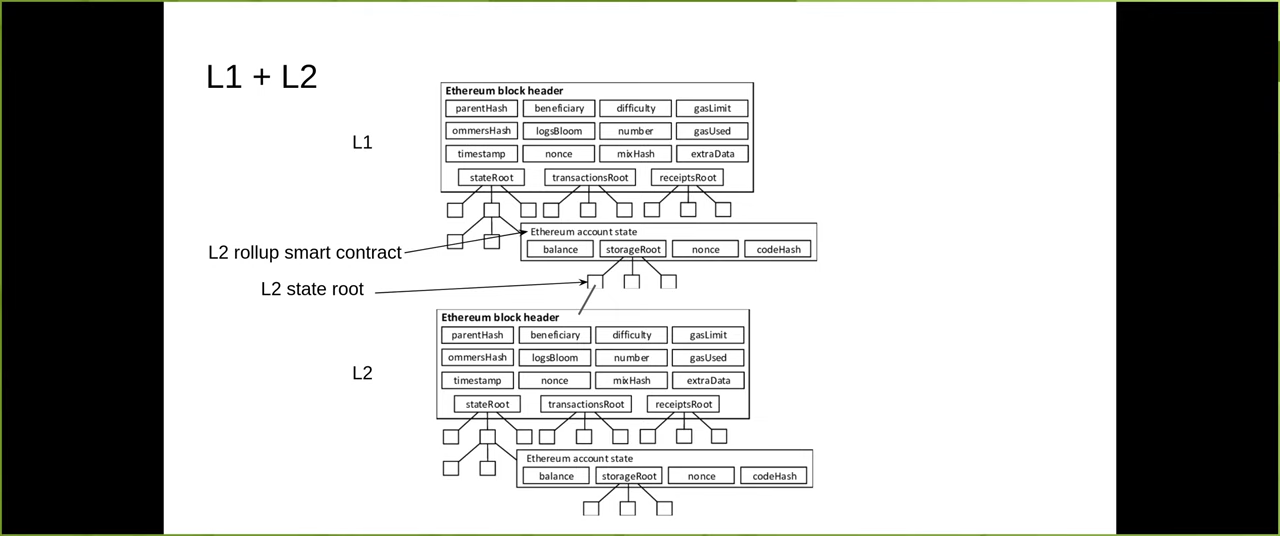 L1 + L2
Ethereum block header
parentHash beneficiary difficulty gasLimit
L1
ommersHash logsBloom number gasUsed
timestamp nonce mixHash extraData
stateRoot transactionsRoot receiptsRoot
Ethereum account state
L2 rollup smart contract
balance storageRoot nonce codeHash
L2 state root
Ethereum block header
parentHash beneficiary difficulty gasLimit
ommersHash logsBloom number gasUsed
L2
timestamp nonce mixHash extraData
stateRoot transactionsRoot receiptsRoot
Ethereum account state
balance storageRoot nonce codeHash